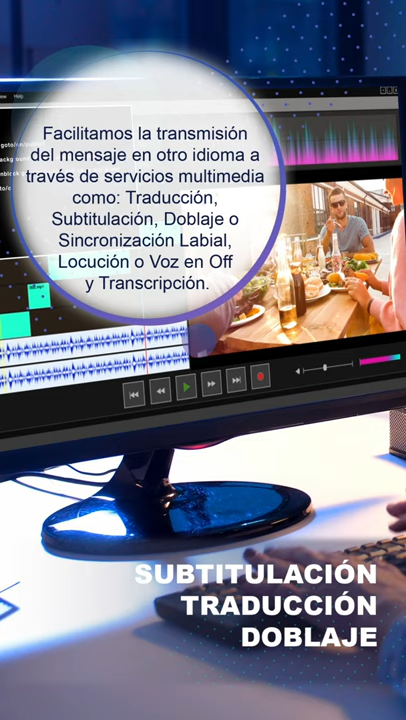 Help
Facilitamos la transmisión
del mensaje en otro idioma a
través de servicios multimedia
como: Traducción,
Subtitulación, Doblaje o
Sincronización Labial,
Locución o Voz en Off
y Transcripción.
SUBTITULACIÓN
TRADUCCIÓN
DOBLAJE